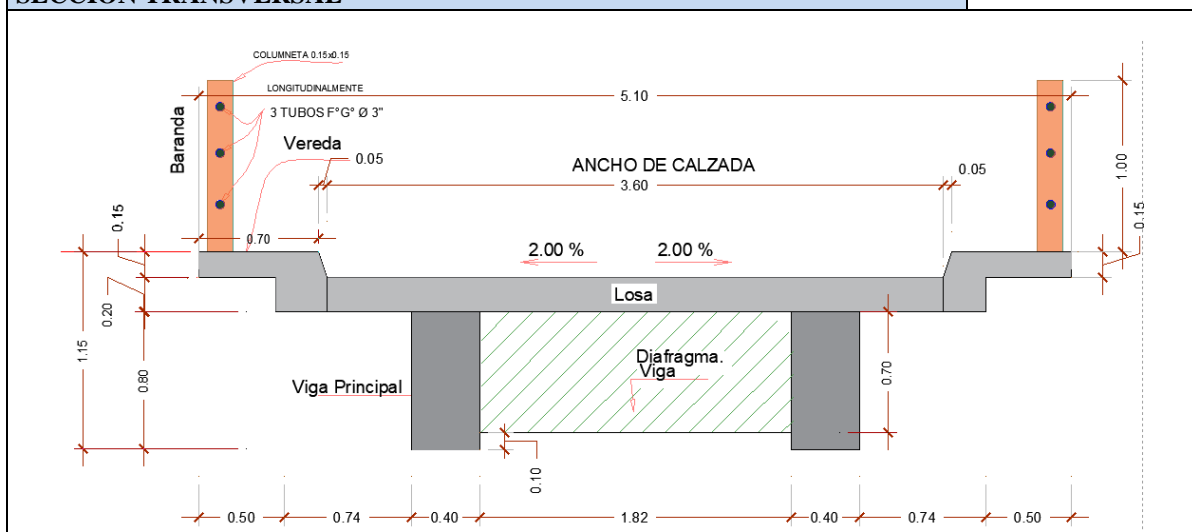 SECCION TRANSVERSAL
COLUMNETA 0.15x0.15
LONGITUDINALMENTE
5.10
3 TUBOS F°G° Ø 3"
Baranda
Vereda
0.05
ANCHO DE CALZADA
3.60
0.05
1.00
0.15
0.15
0.70
2.00 %
2.00 %
Losa
0.20
1.15
0.80
Diafragma.
Viga
Viga Principal
0.70
0.10
0.50
0.74
0.40
1.82
0.40
0.74
0.50